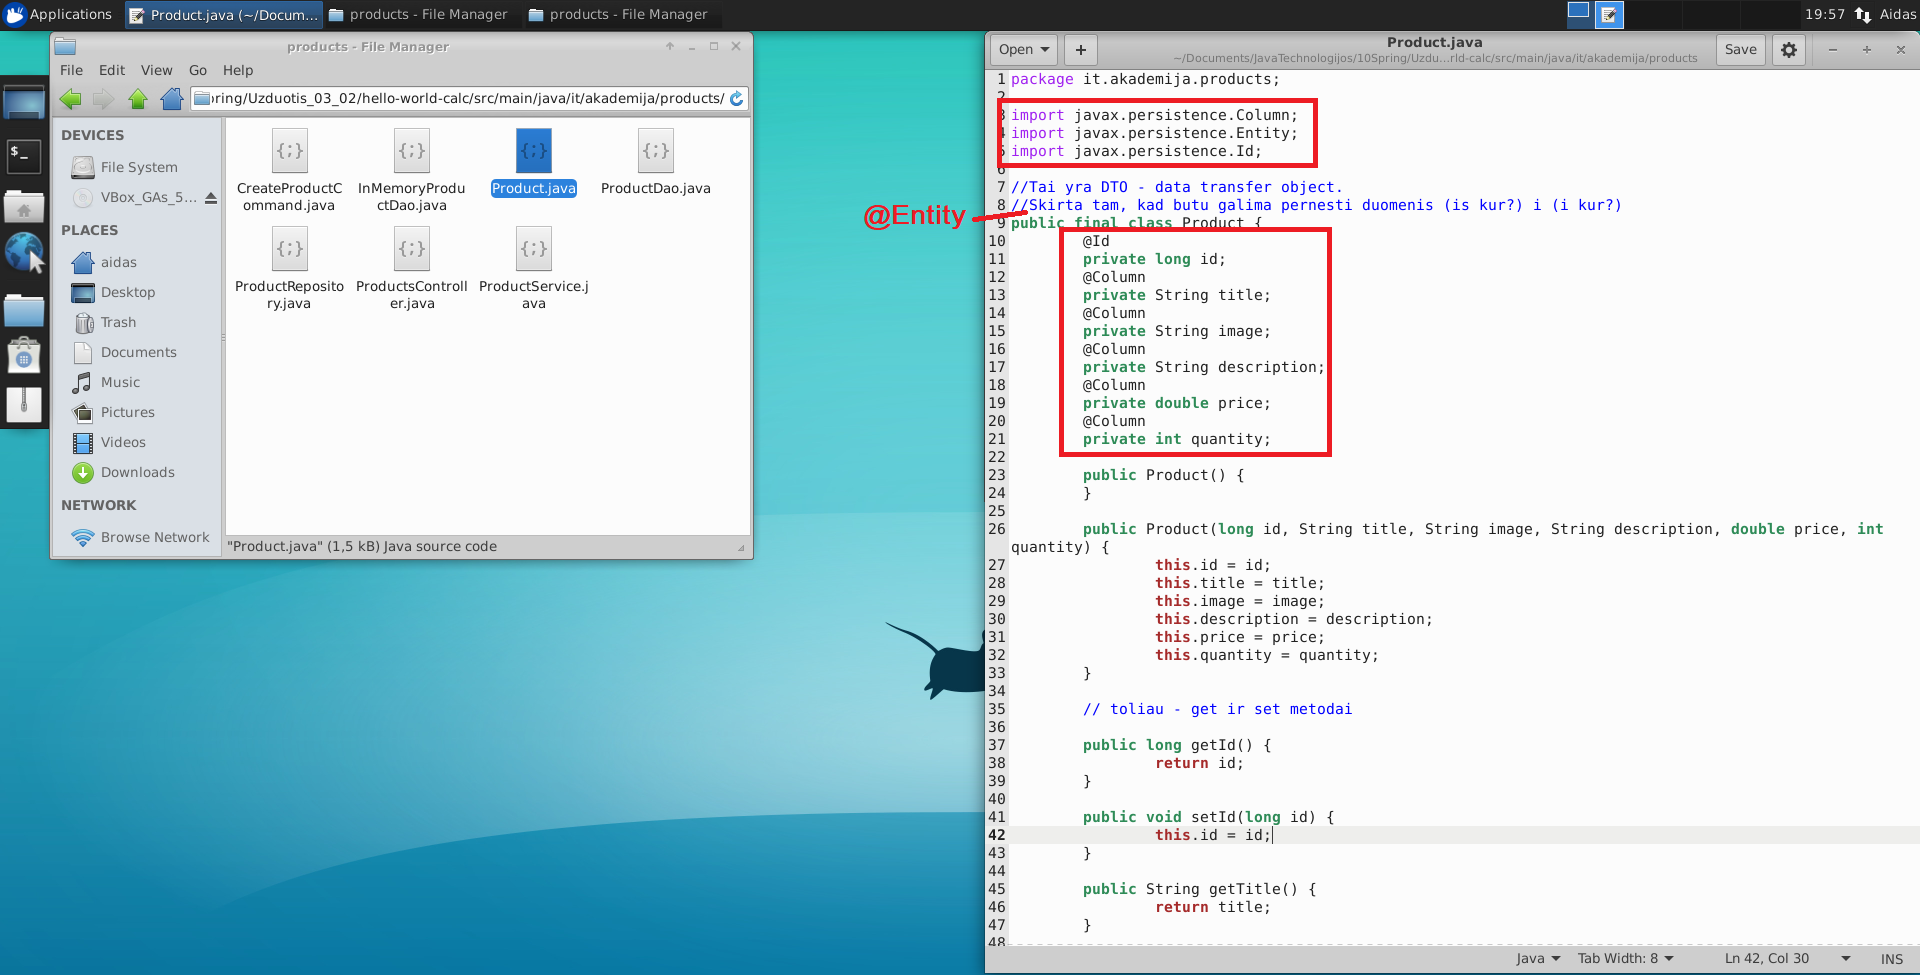 Applications
Product.java (~/Docum...
products - File Manager
products - File Manager
19:57
Aidas
products - File Manager
File Edit View Go Help
pring/Uzduotis_03_02/hello-world-calc/src/main/java/it/akademija/products/
DEVICES
File System
VBox_GAs_5...
PLACES
aidas
Desktop
Trash
Documents
Music
Pictures
Videos
Downloads
NETWORK
Browse Network
CreateProductC
ommand.java
InMemoryProdu
ctDao.java
Product.java
ProductDao.java
ProductReposito
ry.java
ProductsControll
er.java
ProductService.j
ava
"Product.java" (1,5 kB) Java source code
@Entity
Open
+
Product.java
~/Documents/JavaTechnologijos/10Spring/Uzdu...rld-calc/src/main/java/it/akademija/products
Save
1 package it.akademija.products;
2
3 import javax.persistence.Column;
4 import javax.persistence.Entity;
5 import javax.persistence.Id;
6
7 //Tai yra DTO - data transfer object.
8 //Skirta tam, kad butu galima pernesti duomenis (is kur?) i (i kur?)
9 public final class Product {
10 @Id
11 private long id;
12 @Column
13 private String title;
14 @Column
15 private String image;
16 @Column
17 private String description;
18 @Column
19 private double price;
20 @Column
21 private int quantity;
22
23 public Product() {
24 }
25
26 public Product(long id, String title, String image, String description, double price, int
quantity) {
27 this.id = id;
28 this.title = title;
29 this.image = image;
30 this.description = description;
31 this.price = price;
32 this.quantity = quantity;
33 }
34
35 // toliau - get ir set metodai
36
37 public long getId() {
38 return id;
39 }
40
41 public void setId(long id) {
42 this.id = id;
43 }
44
45 public String getTitle() {
46 return title;
47 }
48
Java Tab Width: 8 Ln 42, Col 30 INS